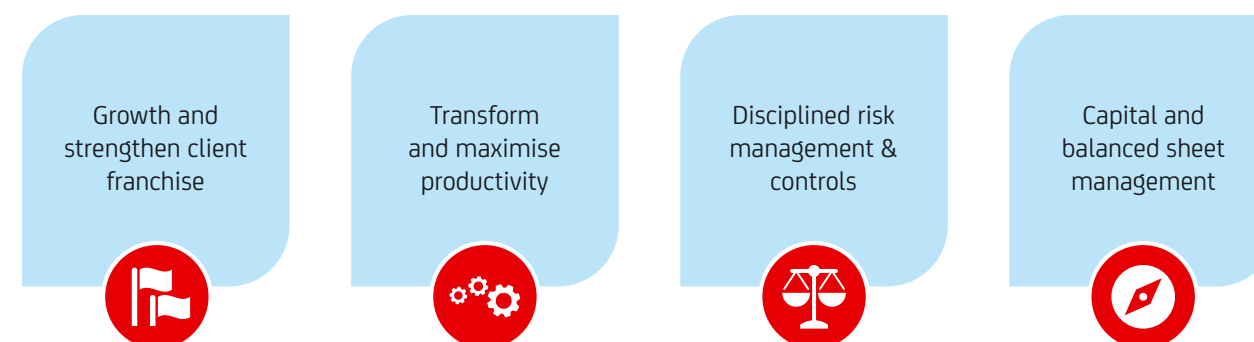 Growth and
strengthen client
franchise
Transform
and maximise
productivity
Disciplined risk
management &
controls
Capital and
balanced sheet
management